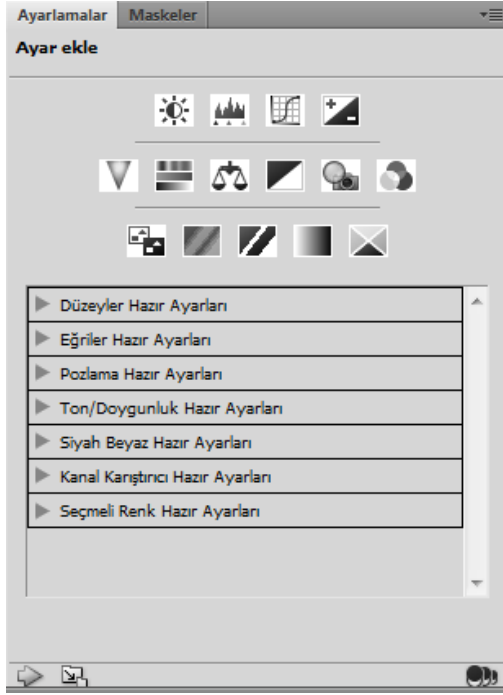 Ayarlamalar Maskeler
Ayar ekle
Düzeyler Hazır Ayarları
Eğriler Hazır Ayarları
Pozlama Hazır Ayarları
Ton/Doygunluk Hazır Ayarları
Siyah Beyaz Hazır Ayarları
Kanal Karıştırıcı Hazır Ayarları
Seçmeli Renk Hazır Ayarları